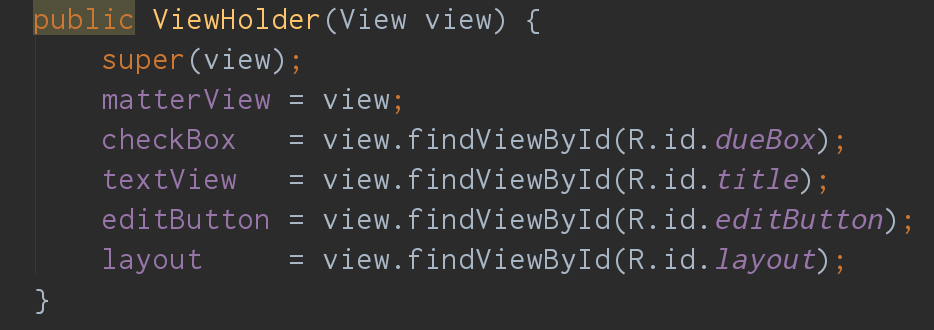 public ViewHolder(View view) {
    super(view);
    matterView = view;
    checkBox   = view.findViewById(R.id.dueBox);
    textView   = view.findViewById(R.id.title);
    editButton = view.findViewById(R.id.editButton);
    layout     = view.findViewById(R.id.layout);
}